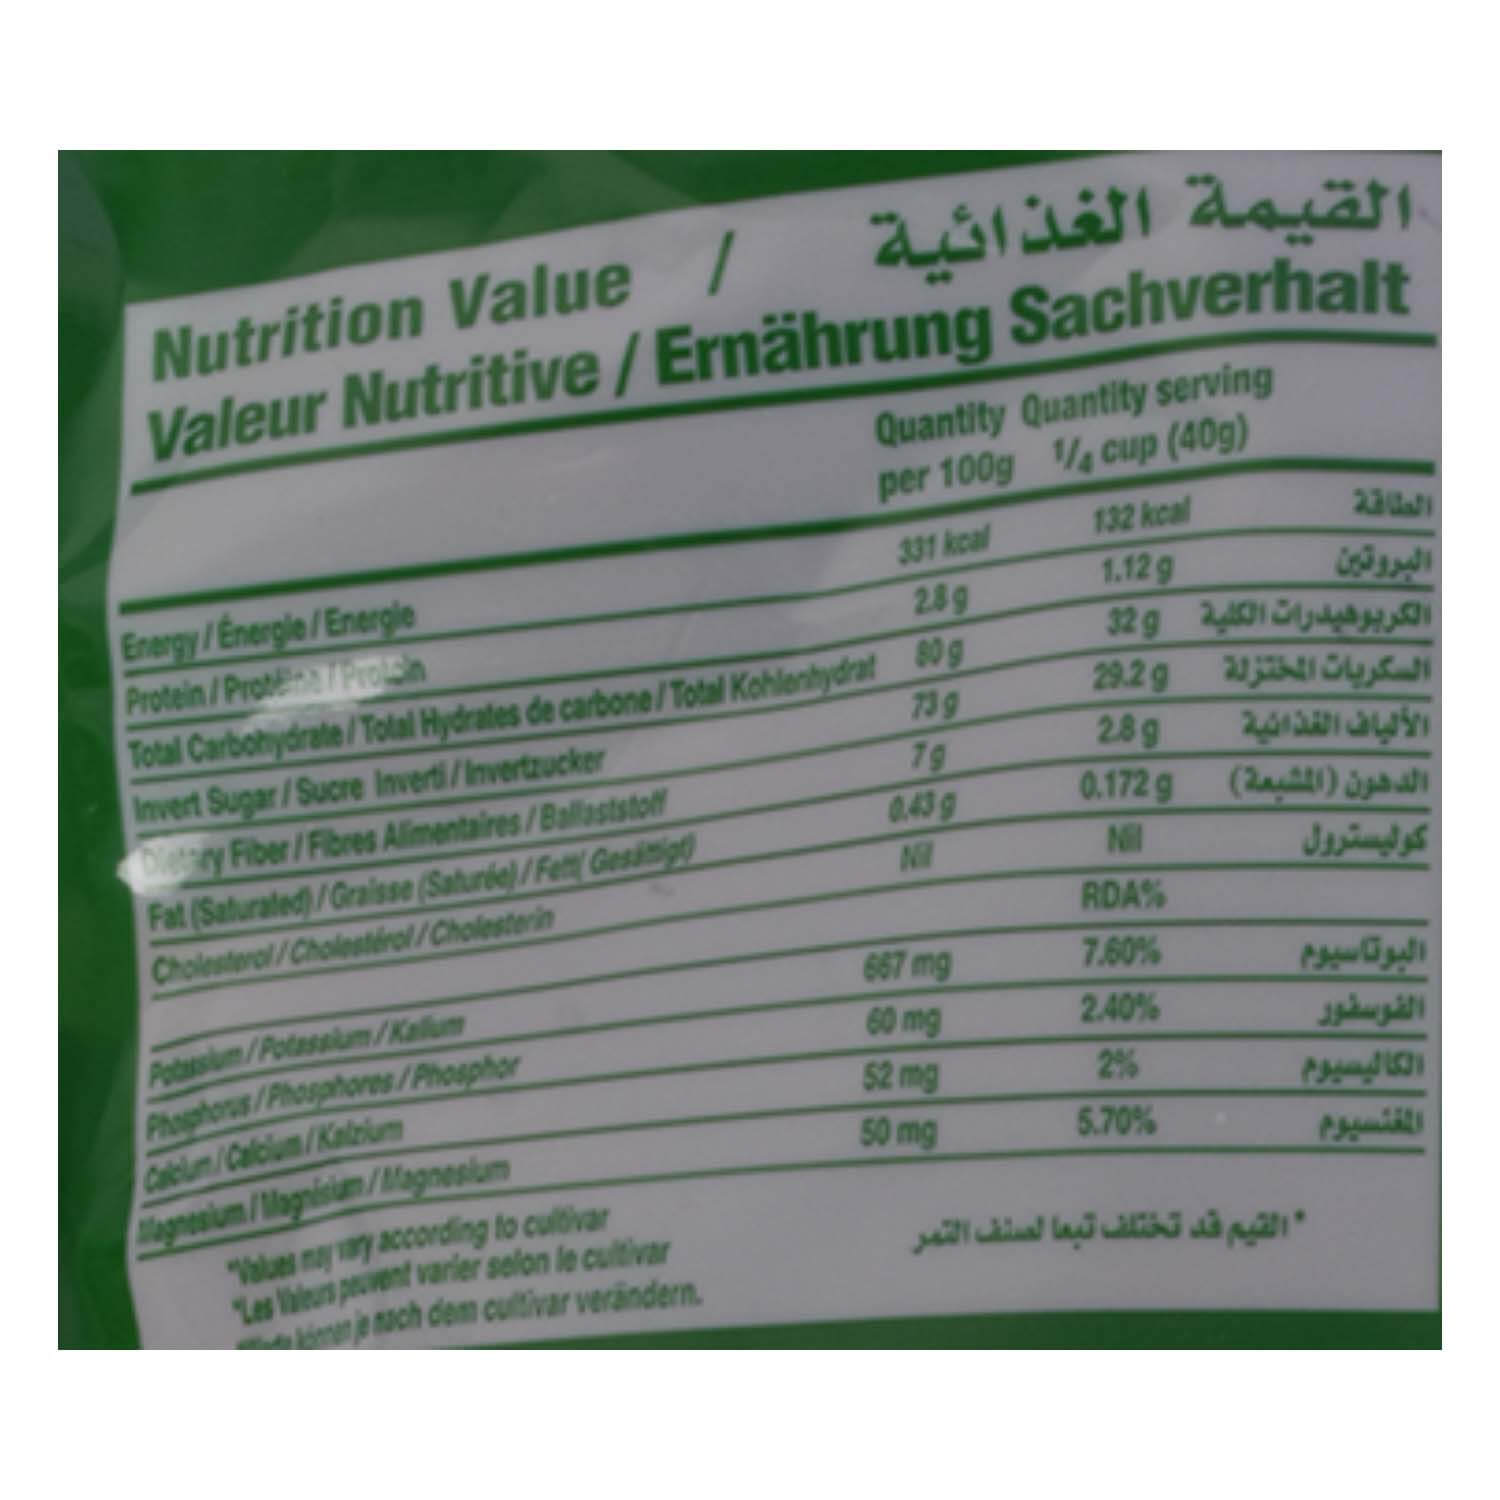 Nutrition Value / القيمة الغذائية
Valeur Nutritive / Ernährung Sachverhalt
Quantity per 100g
Quantity serving 1/4 cup (40g)
Energy / Énergie / Energie 331 kcal 132 kcal الطاقة
Protein / Protéine / Protein 2.8 g 1.12 g البروتين
Total Carbohydrate / Total Hydrates de carbone / Total Kohlenhydrat 80 g 32 g الكربوهيدرات الكلية
Invert Sugar / Sucre Inverti / Invertzucker 73 g 29.2 g السكريات المختزلة
Dietary Fiber / Fibres Alimentaires / Ballaststoff 7 g 2.8 g الألياف الغذائية
Fat (Saturated) / Graisse (Saturée) / Fett( Gesättigt) 0.43 g 0.172 g الدهون (المشبعة)
Cholesterol / Cholestérol / Cholesterin Nil Nil كوليسترول
RDA%
Potassium / Potassium / Kalium 667 mg 7.60% البوتاسيوم
Phosphorus / Phosphores / Phosphor 60 mg 2.40% الفوسفور
Calcium / Calcium / Kalzium 52 mg 2% الكاليسيوم
Magnesium / Magnésium / Magnesium 50 mg 5.70% المغنسيوم
*Values may vary according to cultivar
*Les Valeurs peuvent varier selon le cultivar
je nach dem cultivar verändern.
* القيم قد تختلف تبعا لصنف التمر